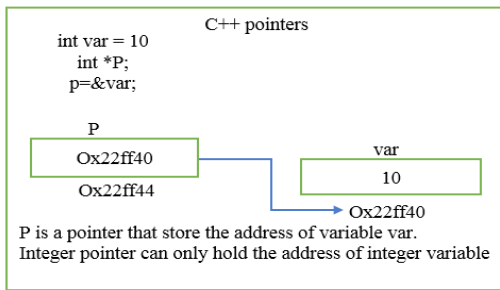 C++ pointers
int var = 10
int *P;
p=&var;
P
Ox22ff40
Ox22ff44
var
10
Ox22ff40
P is a pointer that store the address of variable var.
Integer pointer can only hold the address of integer variable